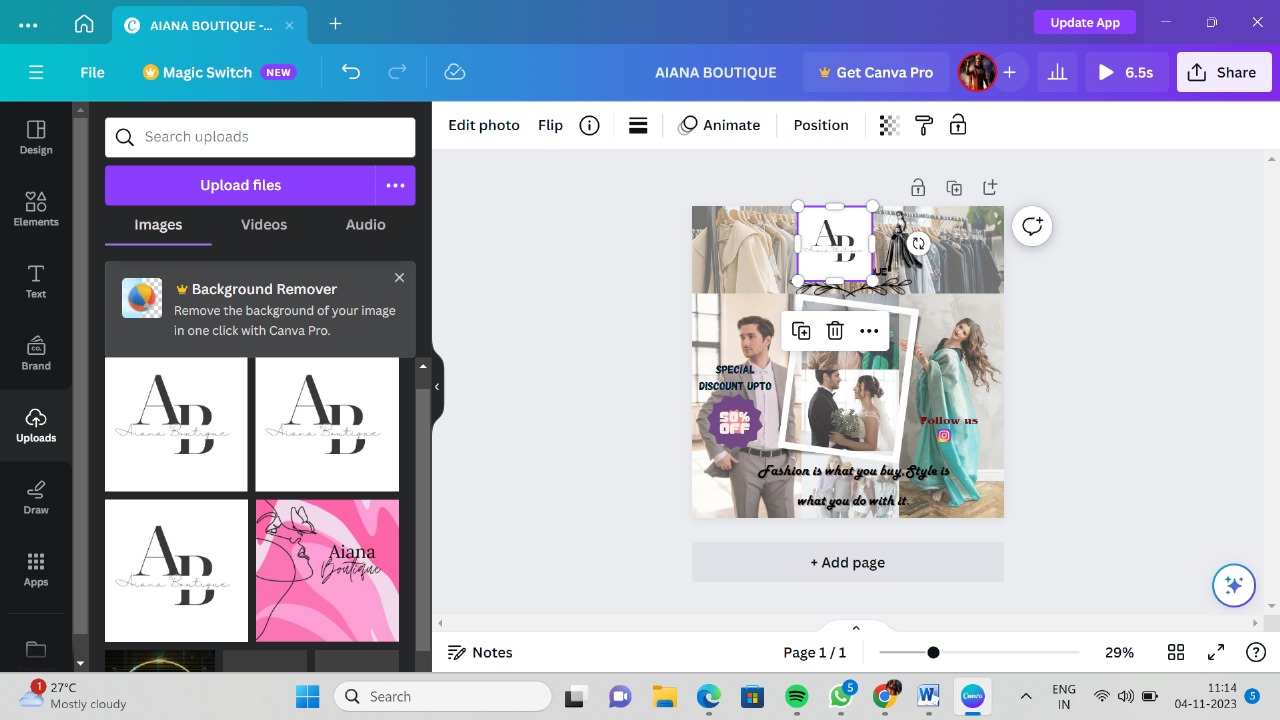 AIANA BOUTIQUE -...
Update App
File
Magic Switch NEW
AIANA BOUTIQUE
Get Canva Pro
6.5s
Share
Design
Elements
Text
CO.
Brand
Uploads
Draw
Apps
Search uploads
Upload files
Images
Videos
Audio
Background Remover
Remove the background of your image
in one click with Canva Pro.
AB
Aiana Boutique
AB
Aiana Boutique
AB
Aiana Boutique
Aiana
Boutique
Edit photo
Flip
Animate
Position
AB
SPECIAL
DISCOUNT UPTO
50%
OFF
Follow us
Fashion is what you buy,Style is
what you do with it.
+ Add page
Notes
Page 1 / 1
29%
1
27°C
Mostly cloudy
Search
5
W
Canva
ENG
IN
11:14
04-11-2023
5